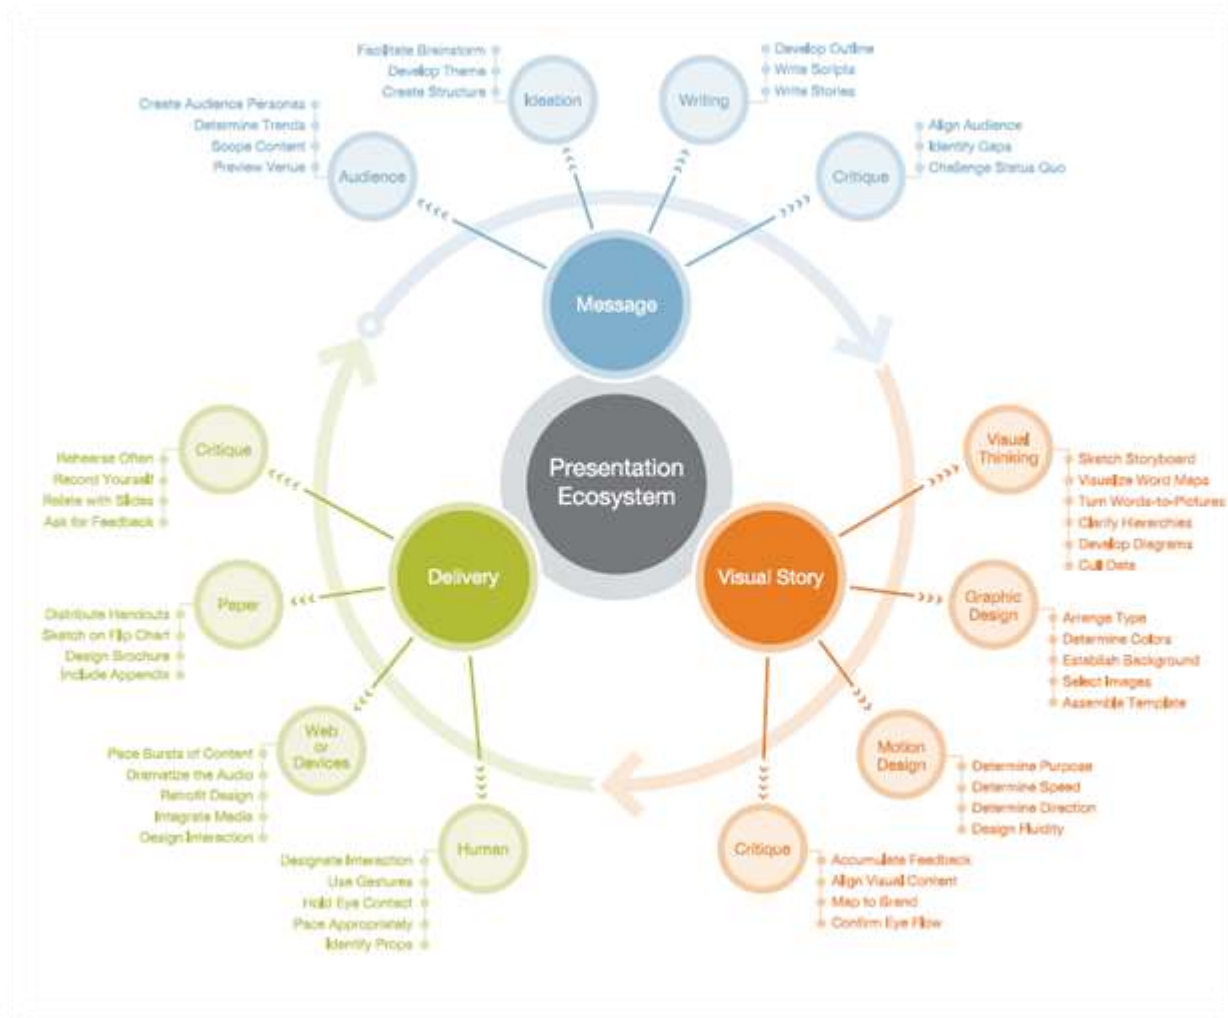 Facilitate Brainstorm
Develop Theme
Create Structure
Ideation
Writing
Develop Outline
Write Scripts
Write Stories
Create Audience Personas
Determine Trends
Scope Content
Preview Venue
Audience
Critique
Align Audience
Identify Gaps
Challenge Status Quo
Message
Presentation
Ecosystem
Visual
Thinking
Sketch Storyboard
Visualize Word Maps
Turn Words-to-Pictures
Clarify Hierarchies
Develop Diagrams
Cull Data
Visual Story
Graphic
Design
Arrange Type
Determine Colors
Establish Background
Select Images
Assemble Template
Motion
Design
Determine Purpose
Determine Speed
Determine Direction
Design Fluidity
Critique
Accumulate Feedback
Align Visual Content
Map to Brand
Confirm Eye Flow
Delivery
Human
Designate Interaction
Use Gestures
Hold Eye Contact
Pace Appropriately
Identify Props
Web
or
Devices
Pace Bursts of Content
Dramatize the Audio
Retrofit Design
Integrate Media
Design Interaction
Paper
Distribute Handouts
Sketch on Flip Chart
Design Brochure
Include Appendix
Critique
Rehearse Often
Record Yourself
Relate with Slides
Ask for Feedback